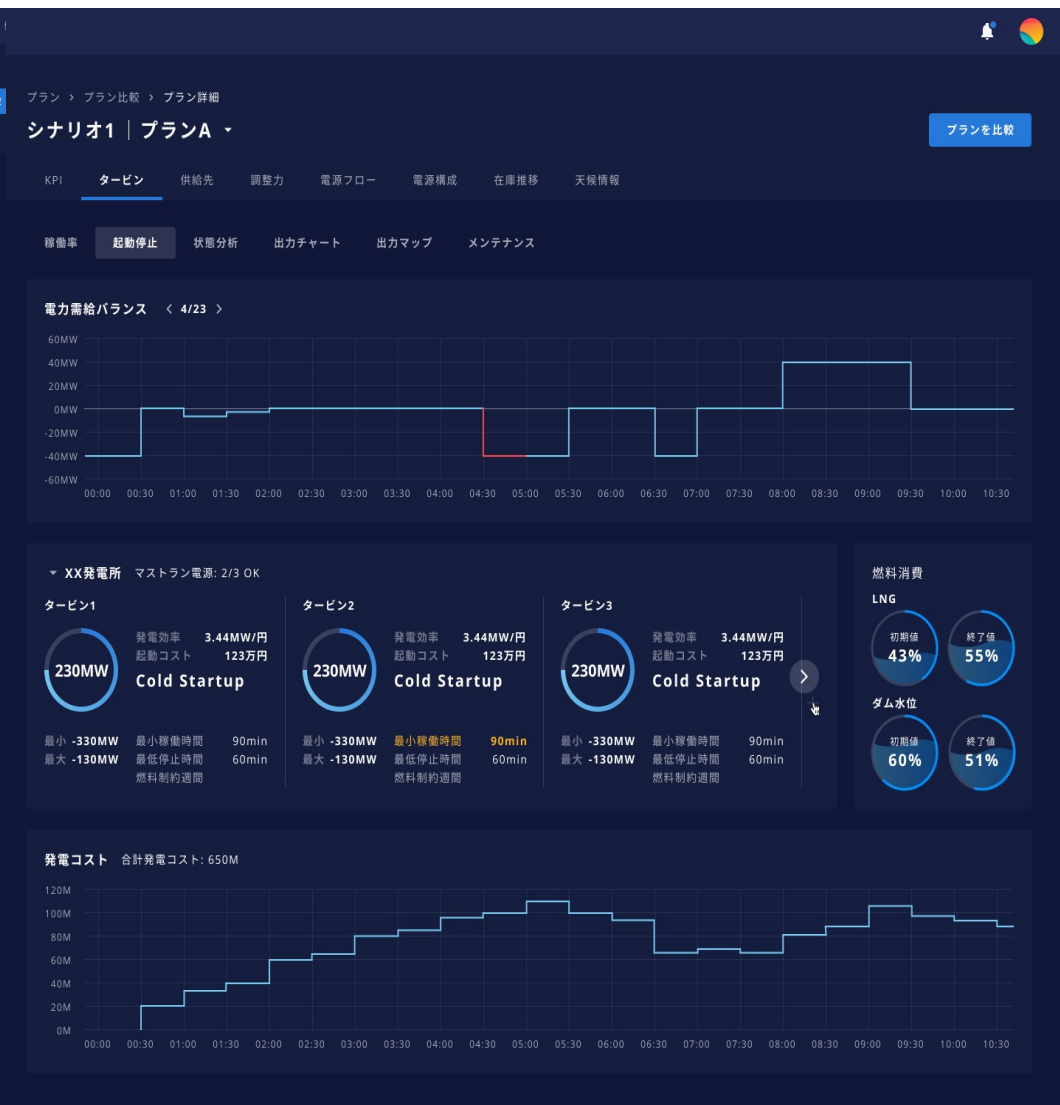 プラン › プラン比較 › プラン詳細
シナリオ1 | プランA
プランを比較
KPI タービン 供給先 調整力 電源フロー 電源構成 在庫推移 天候情報
稼働率 起動停止 状態分析 出力チャート 出力マップ メンテナンス
電力需給バランス < 4/23 >
60MW
40MW
20MW
0MW
-20MW
-40MW
-60MW
00:00 00:30 01:00 01:30 02:00 02:30 03:00 03:30 04:00 04:30 05:00 05:30 06:00 06:30 07:00 07:30 08:00 08:30 09:00 09:30 10:00 10:30
XX発電所 マストラン電源: 2/3 OK
タービン1
230MW
発電効率 3.44MW/円
起動コスト 123万円
Cold Startup
最小 -330MW 最小稼働時間 90min
最大 -130MW 最低停止時間 60min
燃料制約週間
タービン2
230MW
発電効率 3.44MW/円
起動コスト 123万円
Cold Startup
最小 -330MW 最小稼働時間 90min
最大 -130MW 最低停止時間 60min
燃料制約週間
タービン3
230MW
発電効率 3.44MW/円
起動コスト 123万円
Cold Startup
最小 -330MW 最小稼働時間 90min
最大 -130MW 最低停止時間 60min
燃料制約週間
燃料消費
LNG
初期値 終了値
43% 55%
ダム水位
初期値 終了値
60% 51%
発電コスト 合計発電コスト: 650M
120M
100M
80M
60M
40M
20M
0M
00:00 00:30 01:00 01:30 02:00 02:30 03:00 03:30 04:00 04:30 05:00 05:30 06:00 06:30 07:00 07:30 08:00 08:30 09:00 09:30 10:00 10:30